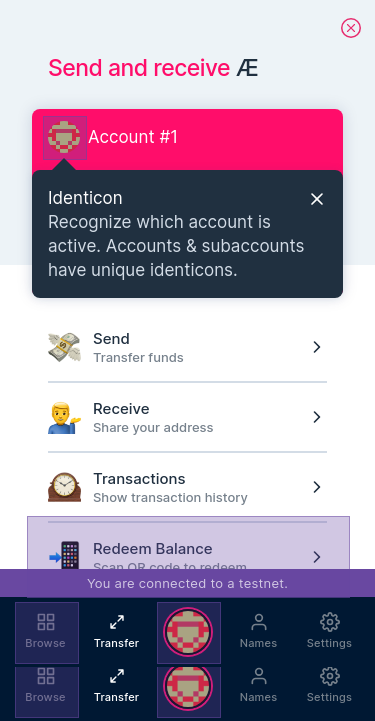 Send and receive Æ
Account #1
Identicon
Recognize which account is
active. Accounts & subaccounts
have unique identicons.
Send
Transfer funds
Receive
Share your address
Transactions
Show transaction history
Redeem Balance
Scan QR code to redeem
You are connected to a testnet.
Browse Transfer Names Settings
Browse Transfer Names Settings